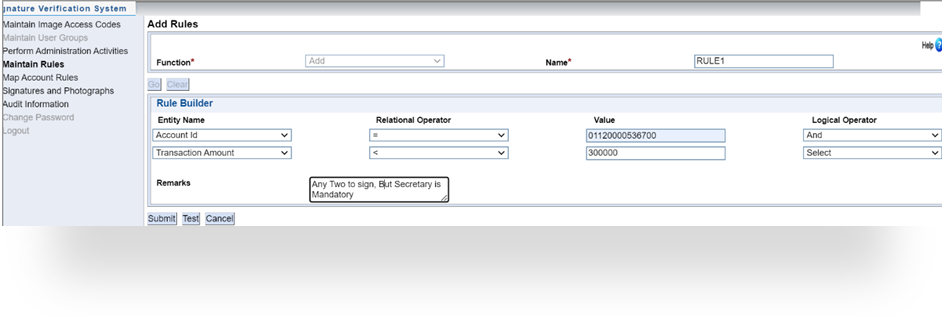 gnature Verification System
Maintain Image Access Codes
Maintain User Groups
Perform Administration Activities
Maintain Rules
Map Account Rules
Signatures and Photographs
Audit Information
Change Password
Logout
Add Rules
Help ?
Function* Add Name* RULE1
Go Clear
Rule Builder
Entity Name Relational Operator Value Logical Operator
Account Id = 01120000536700 And
Transaction Amount < 300000 Select
Remarks Any Two to sign, But Secretary is
Mandatory
Submit Test Cancel